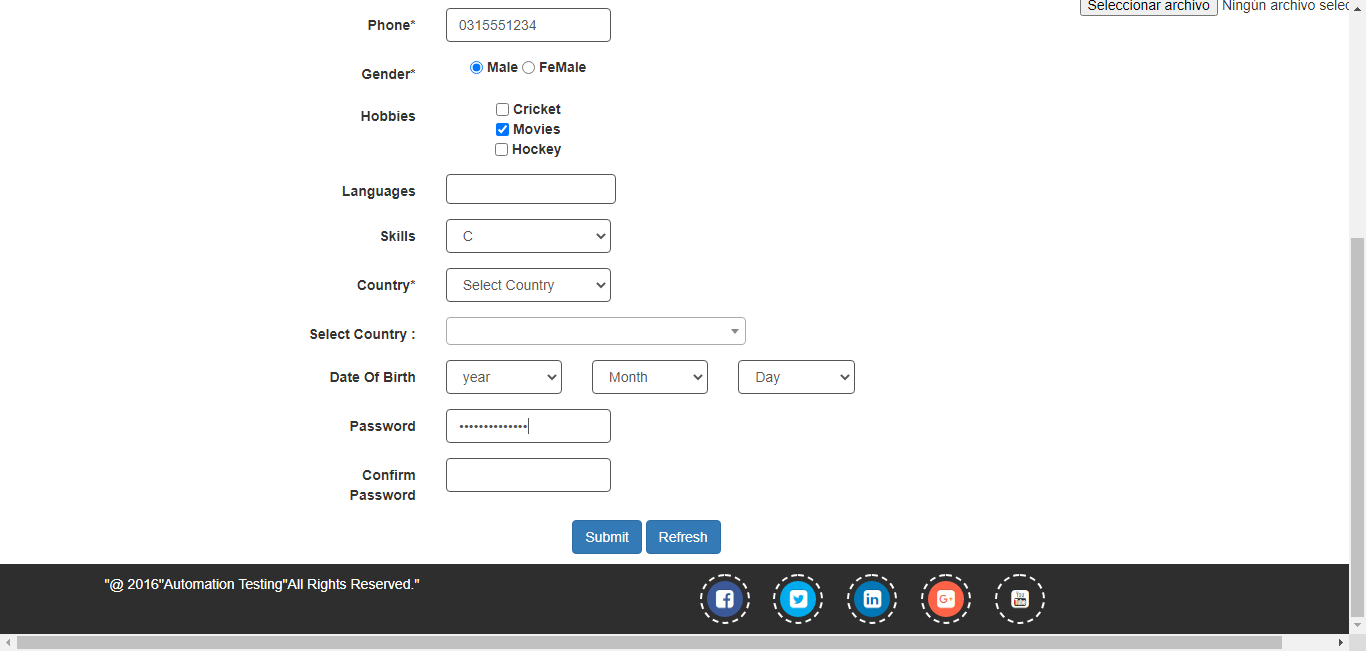 Seleccionar archivo Ningún archivo selec
Phone* 0315551234
Gender* Male FeMale
Hobbies Cricket
Movies
Hockey
Languages
Skills C
Country* Select Country
Select Country :
Date Of Birth year Month Day
Password ••••••••••••••
Confirm
Password
Submit Refresh
"@ 2016"Automation Testing"All Rights Reserved."
f in G+ You Tube